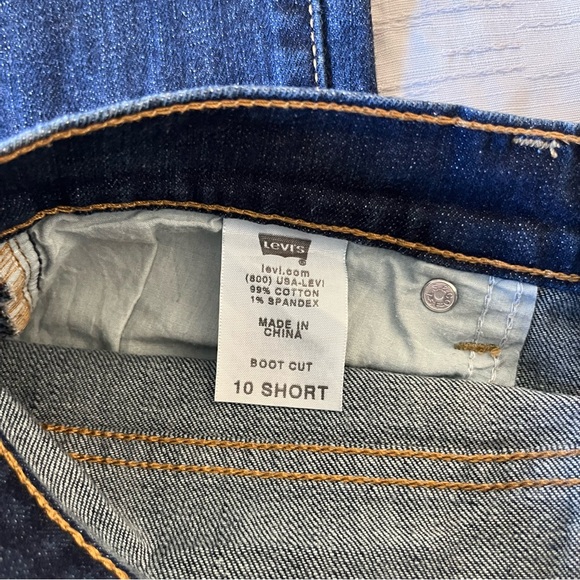 LEVI'S
®
levi.com
(800) USA-LEVI
99% COTTON
1% SPANDEX
MADE IN
CHINA
BOOT CUT
10 SHORT